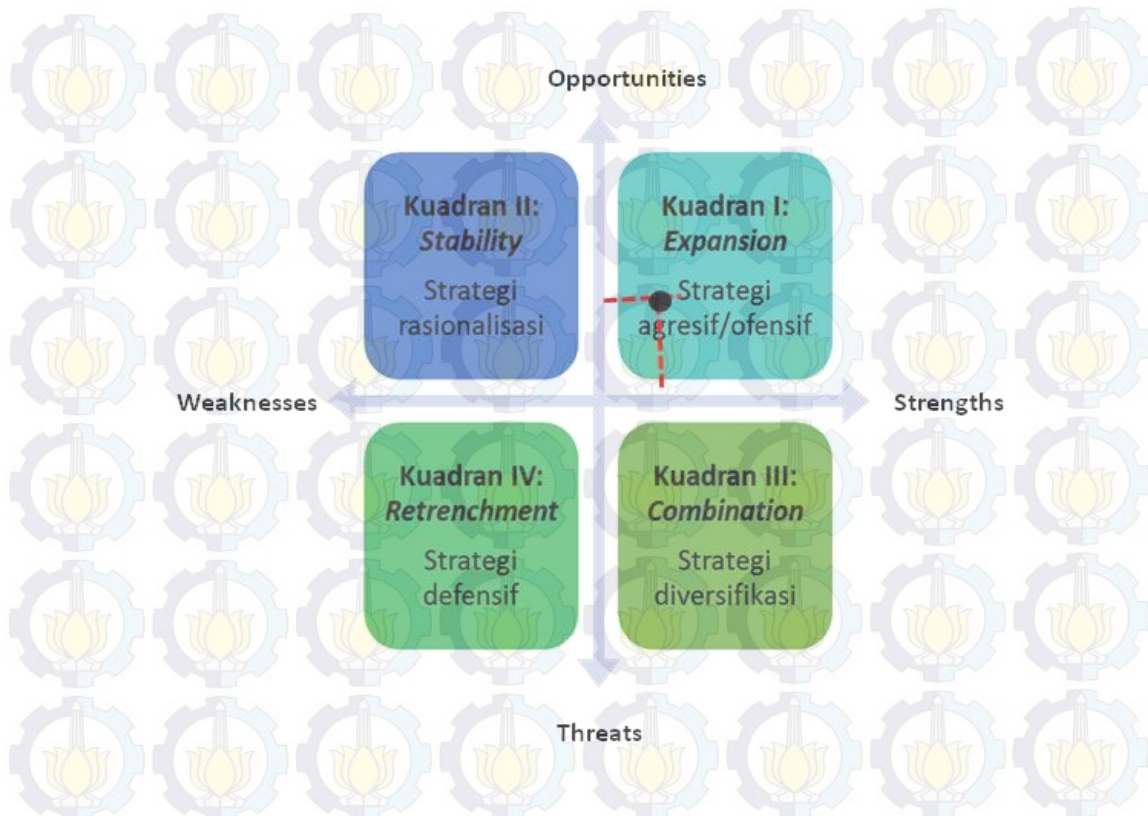 Opportunities
Kuadran II:
Stability
Strategi
rasionalisasi
Kuadran I:
Expansion
Strategi
agresif/ofensif
Weaknesses
Strengths
Kuadran IV:
Retrenchment
Strategi
defensif
Kuadran III:
Combination
Strategi
diversifikasi
Threats